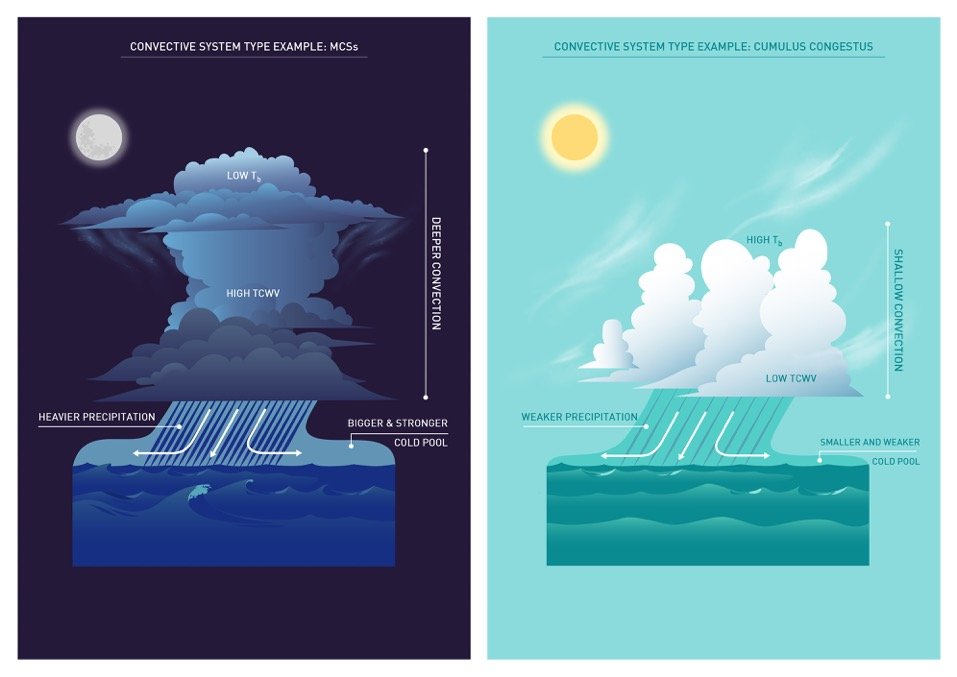 CONVECTIVE SYSTEM TYPE EXAMPLE: MCSs
LOW Tb
DEEPER CONVECTION
HIGH TCWV
HEAVIER PRECIPITATION
BIGGER & STRONGER
COLD POOL
CONVECTIVE SYSTEM TYPE EXAMPLE: CUMULUS CONGESTUS
HIGH Tb
SHALLOW CONVECTION
LOW TCWV
WEAKER PRECIPITATION
SMALLER AND WEAKER
COLD POOL